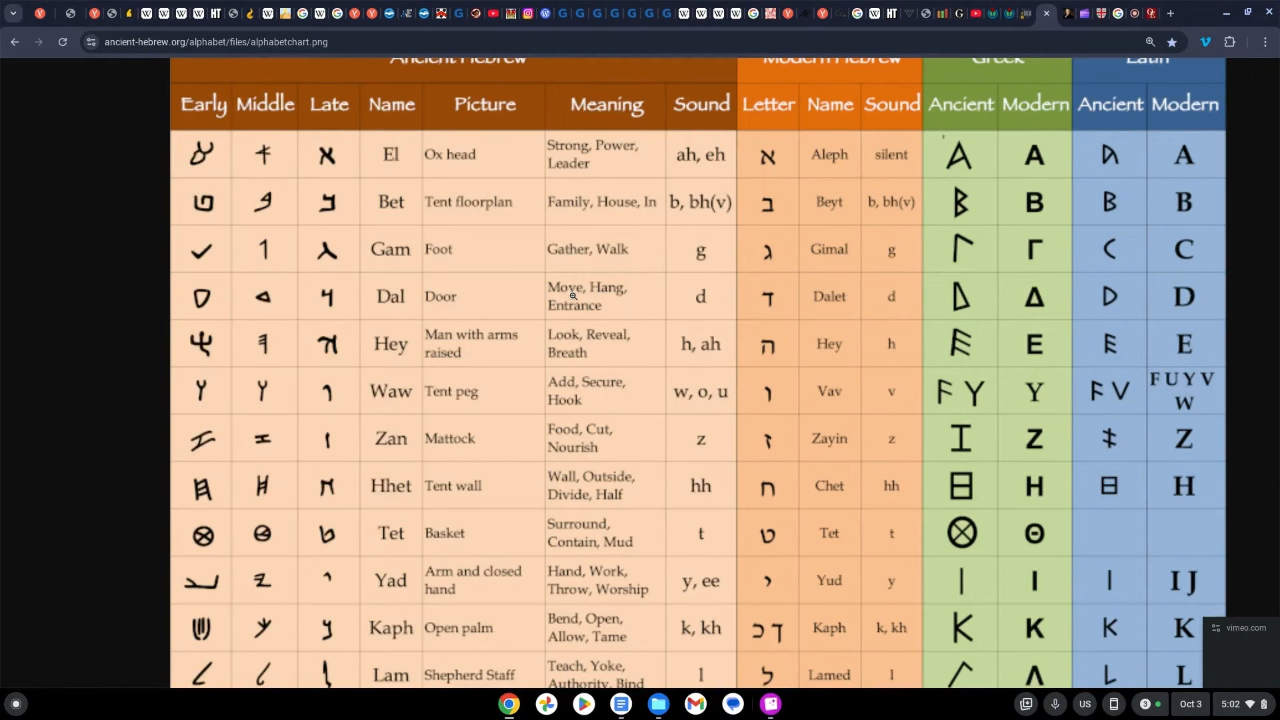 ancient-hebrew.org/alphabet/files/alphabetchart.png
Ancient Hebrew Modern Hebrew Greek Latin
Early Middle Late Name Picture Meaning Sound Letter Name Sound Ancient Modern Ancient Modern
El Ox head Strong, Power, Leader ah, eh א Aleph silent A A
Bet Tent floorplan Family, House, In b, bh(v) ב Beyt b, bh(v) B B
Gam Foot Gather, Walk g ג Gimal g Γ C
Dal Door Move, Hang, Entrance d ד Dalet d Δ D
Hey Man with arms raised Look, Reveal, Breath h, ah ה Hey h E E
Waw Tent peg Add, Secure, Hook w, o, u ו Vav v Y F U Y V W
Zan Mattock Food, Cut, Nourish z ז Zayin z Z Z
Hhet Tent wall Wall, Outside, Divide, Half hh ח Chet hh H H
Tet Basket Surround, Contain, Mud t ט Tet t Θ
Yad Arm and closed hand Hand, Work, Throw, Worship y, ee י Yud y I I J
Kaph Open palm Bend, Open, Allow, Tame k, kh ךכ Kaph k, kh K K
Lam Shepherd Staff Teach, Yoke, Authority, Bind l ל Lamed l Λ L
vimeo.com
US 3 Oct 3 5:02